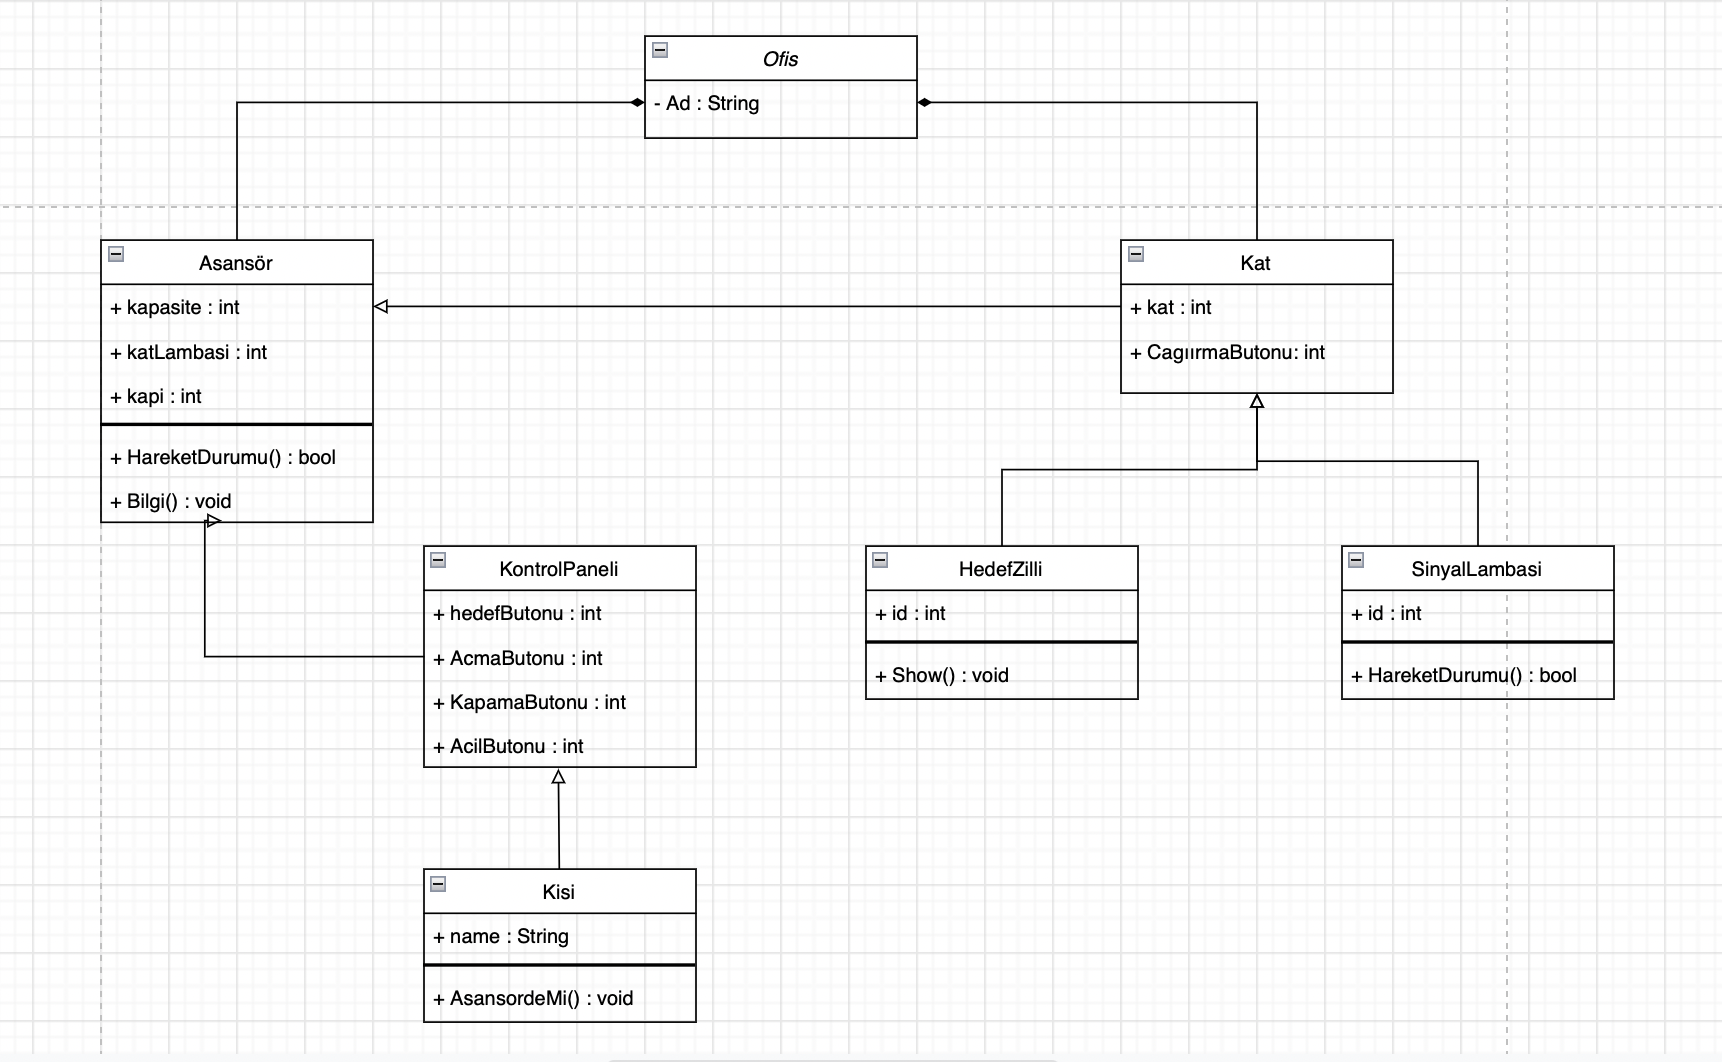 Ofis
- Ad : String
Asansör
+ kapasite : int
+ katLambasi : int
+ kapi : int
+ HareketDurumu() : bool
+ Bilgi() : void
Kat
+ kat : int
+ CagıırmaButonu: int
KontrolPaneli
+ hedefButonu : int
+ AcmaButonu : int
+ KapamaButonu : int
+ AcilButonu : int
HedefZilli
+ id : int
+ Show() : void
SinyalLambasi
+ id : int
+ HareketDurumu() : bool
Kisi
+ name : String
+ AsansordeMi() : void